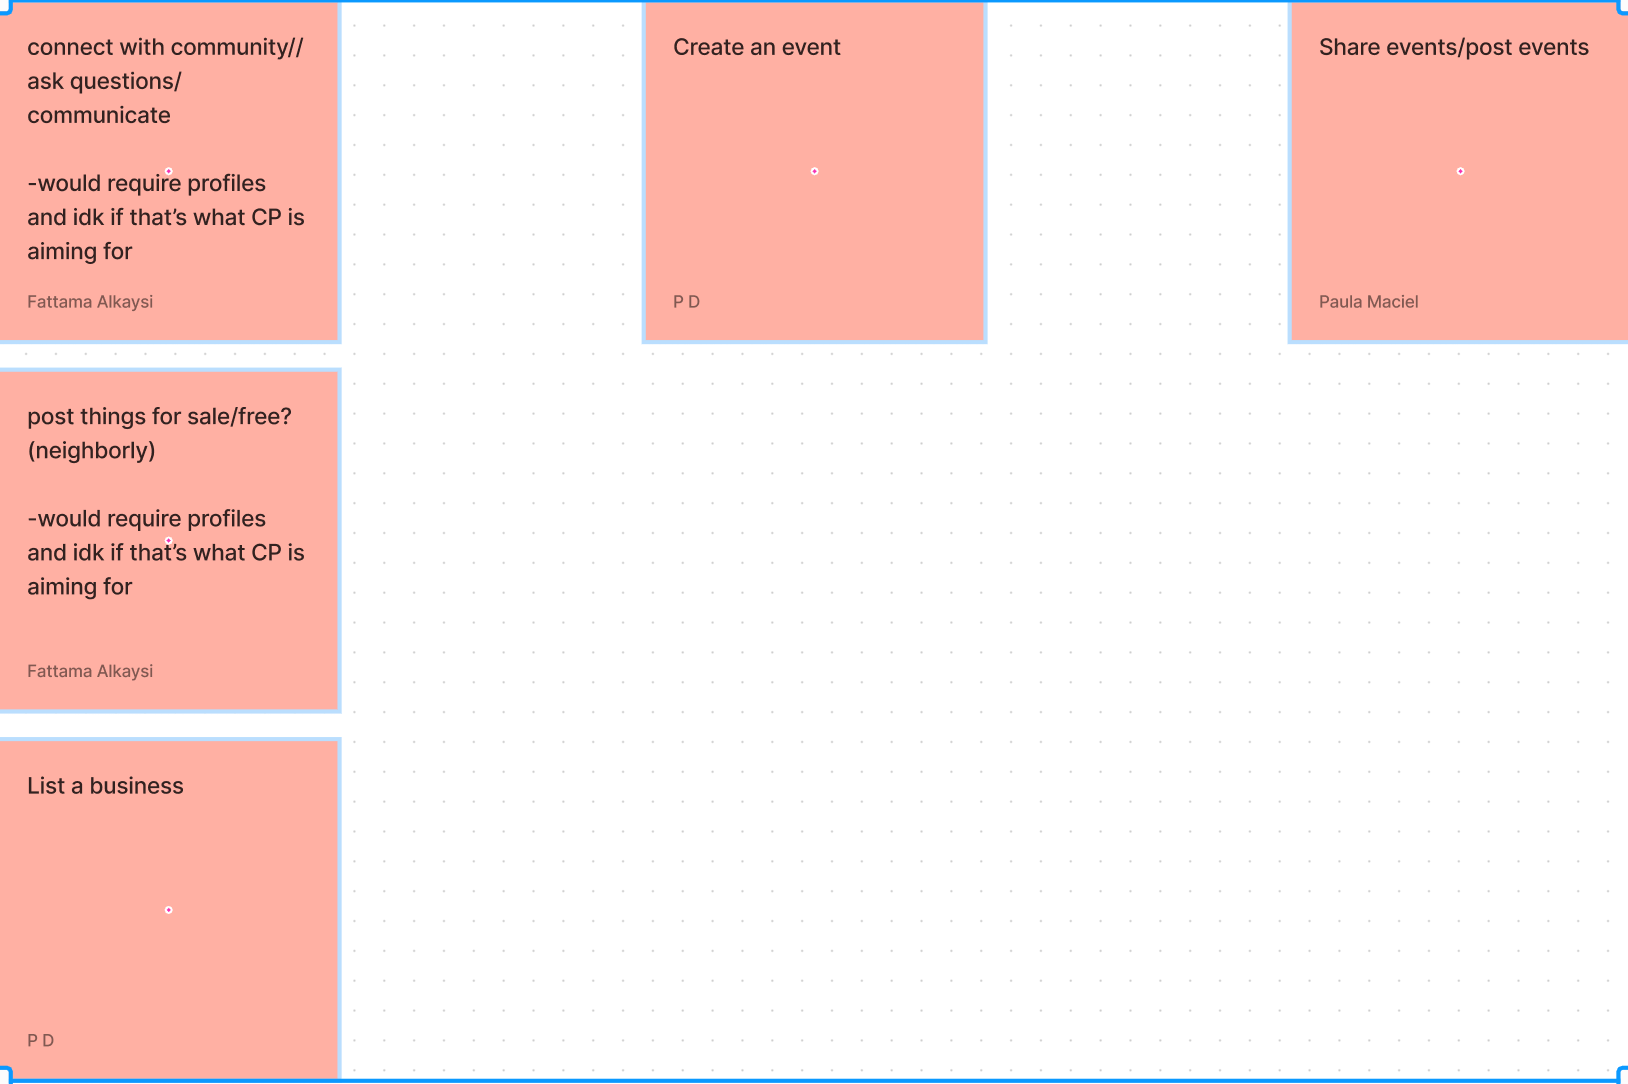 connect with community//
ask questions/
communicate
-would require profiles
and idk if that’s what CP is
aiming for
Fattama Alkaysi
Create an event
P D
Share events/post events
Paula Maciel
post things for sale/free?
(neighborly)
-would require profiles
and idk if that’s what CP is
aiming for
Fattama Alkaysi
List a business
P D